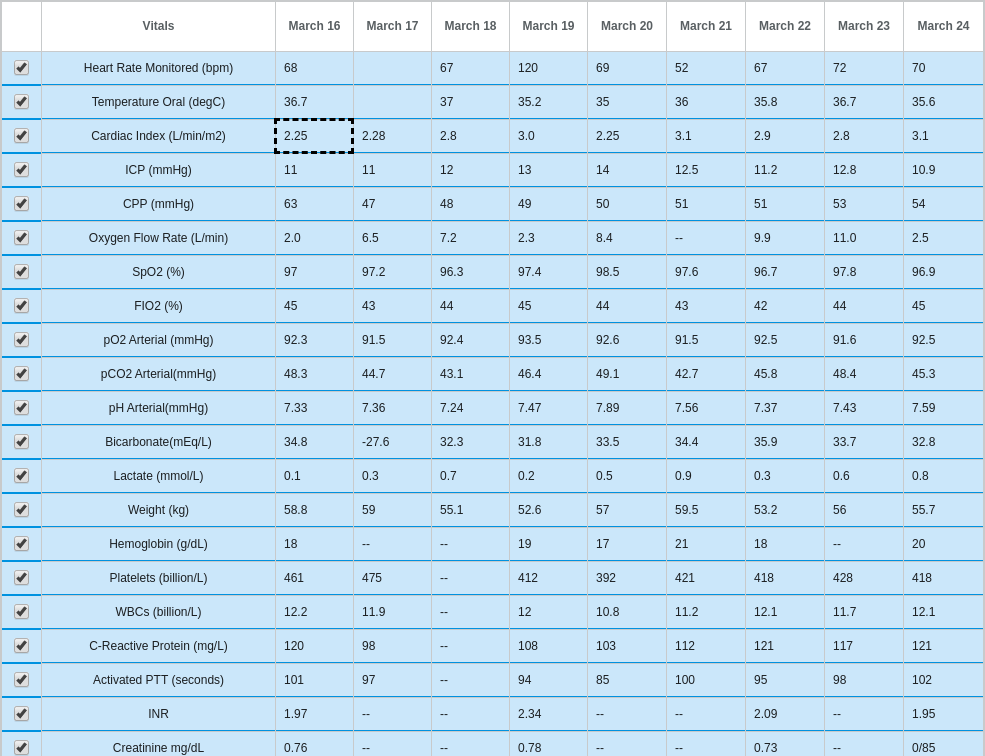 Vitals March 16 March 17 March 18 March 19 March 20 March 21 March 22 March 23 March 24
Heart Rate Monitored (bpm) 68 67 120 69 52 67 72 70
Temperature Oral (degC) 36.7 37 35.2 35 36 35.8 36.7 35.6
Cardiac Index (L/min/m2) 2.25 2.28 2.8 3.0 2.25 3.1 2.9 2.8 3.1
ICP (mmHg) 11 11 12 13 14 12.5 11.2 12.8 10.9
CPP (mmHg) 63 47 48 49 50 51 51 53 54
Oxygen Flow Rate (L/min) 2.0 6.5 7.2 2.3 8.4 -- 9.9 11.0 2.5
SpO2 (%) 97 97.2 96.3 97.4 98.5 97.6 96.7 97.8 96.9
FIO2 (%) 45 43 44 45 44 43 42 44 45
pO2 Arterial (mmHg) 92.3 91.5 92.4 93.5 92.6 91.5 92.5 91.6 92.5
pCO2 Arterial(mmHg) 48.3 44.7 43.1 46.4 49.1 42.7 45.8 48.4 45.3
pH Arterial(mmHg) 7.33 7.36 7.24 7.47 7.89 7.56 7.37 7.43 7.59
Bicarbonate(mEq/L) 34.8 -27.6 32.3 31.8 33.5 34.4 35.9 33.7 32.8
Lactate (mmol/L) 0.1 0.3 0.7 0.2 0.5 0.9 0.3 0.6 0.8
Weight (kg) 58.8 59 55.1 52.6 57 59.5 53.2 56 55.7
Hemoglobin (g/dL) 18 -- -- 19 17 21 18 -- 20
Platelets (billion/L) 461 475 -- 412 392 421 418 428 418
WBCs (billion/L) 12.2 11.9 -- 12 10.8 11.2 12.1 11.7 12.1
C-Reactive Protein (mg/L) 120 98 -- 108 103 112 121 117 121
Activated PTT (seconds) 101 97 -- 94 85 100 95 98 102
INR 1.97 -- -- 2.34 -- -- 2.09 -- 1.95
Creatinine mg/dL 0.76 -- -- 0.78 -- -- 0.73 -- 0/85